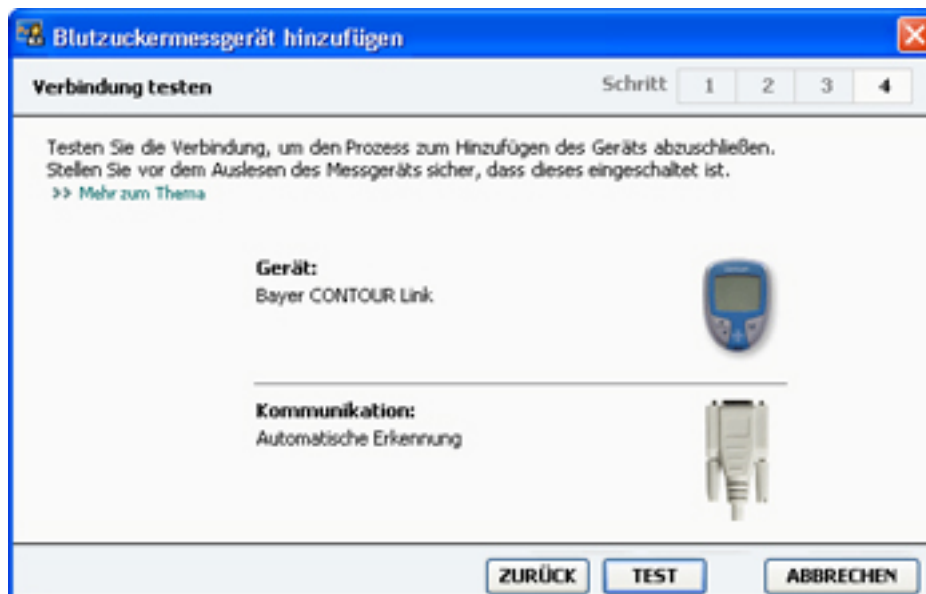 Blutzuckermessgerät hinzufügen
Verbindung testen
Schritt 1 2 3 4
Testen Sie die Verbindung, um den Prozess zum Hinzufügen des Geräts abzuschließen.
Stellen Sie vor dem Auslesen des Messgeräts sicher, dass dieses eingeschaltet ist.
>> Mehr zum Thema
Gerät:
Bayer CONTOUR Link
Kommunikation:
Automatische Erkennung
ZURÜCK TEST ABBRECHEN